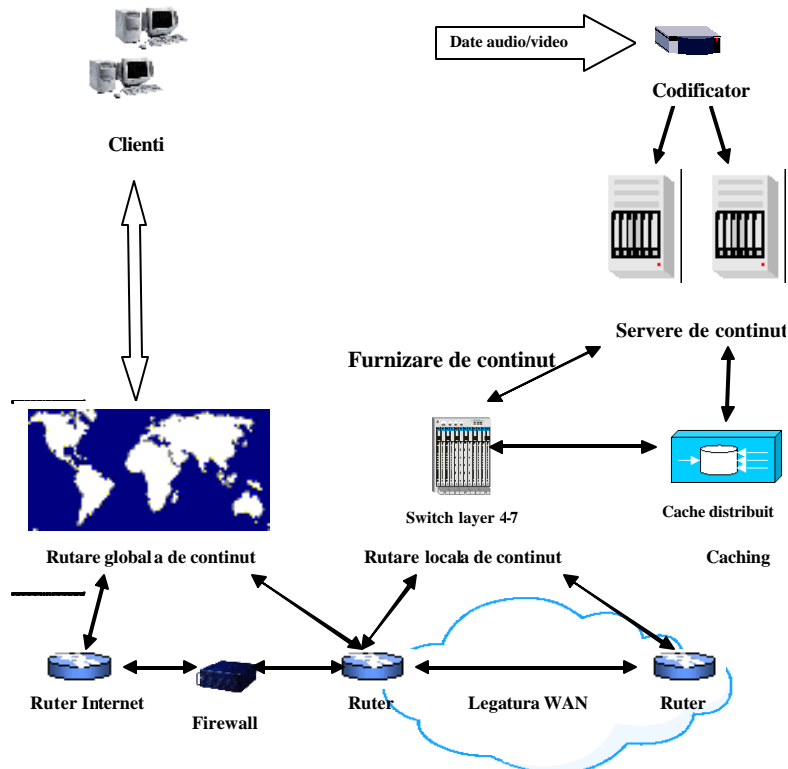 Date audio/video
Codificator
Clienti
Servere de continut
Furnizare de continut
Switch layer 4-7
Cache distribuit
Rutare globala de continut
Rutare locala de continut
Caching
Ruter Internet
Firewall
Ruter
Legatura WAN
Ruter